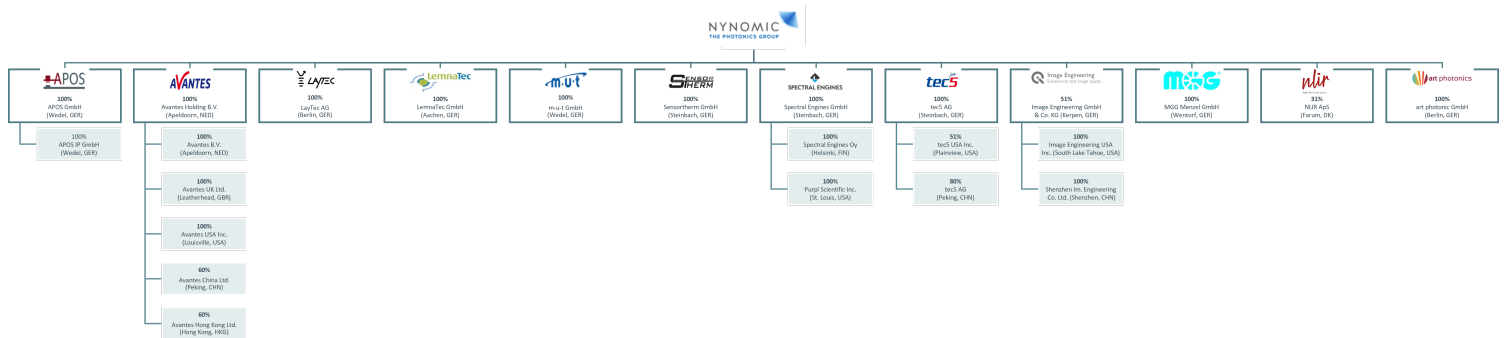 NYNOMIC
THE PHOTONICS GROUP
APOS
100%
APOS GmbH
(Wedel, GER)
100%
APOS IP GmbH
(Wedel, GER)
AVANTES
100%
Avantes Holding B.V.
(Apeldoorn, NED)
100%
Avantes B.V.
(Apeldoorn, NED)
100%
Avantes UK Ltd.
(Leatherhead, GBR)
100%
Avantes USA Inc.
(Louisville, USA)
60%
Avantes China Ltd.
(Peking, CHN)
60%
Avantes Hong Kong Ltd.
(Hong Kong, HKG)
LAYTEC
100%
LayTec AG
(Berlin, GER)
LemnaTec
100%
LemnaTec GmbH
(Aachen, GER)
m·u·t
100%
m-u-t GmbH
(Wedel, GER)
SENSOR
THERM
100%
Sensortherm GmbH
(Steinbach, GER)
SPECTRAL ENGINES
100%
Spectral Engines GmbH
(Steinbach, GER)
100%
Spectral Engines Oy
(Helsinki, FIN)
100%
Purpl Scientific Inc.
(St. Louis, USA)
tec5
100%
tec5 AG
(Steinbach, GER)
51%
tec5 USA Inc.
(Plainview, USA)
80%
tec5 AG
(Peking, CHN)
Image Engineering
51%
Image Engineering GmbH
& Co. KG (Kerpen, GER)
100%
Image Engineering USA
Inc. (South Lake Tahoe, USA)
100%
Shenzhen Im. Engineering
Co. Ltd. (Shenzhen, CHN)
MGG
100%
MGG Menzel GmbH
(Wentorf, GER)
nlir
31%
NLIR ApS
(Farum, DK)
art photonics
100%
art photonic GmbH
(Berlin, GER)